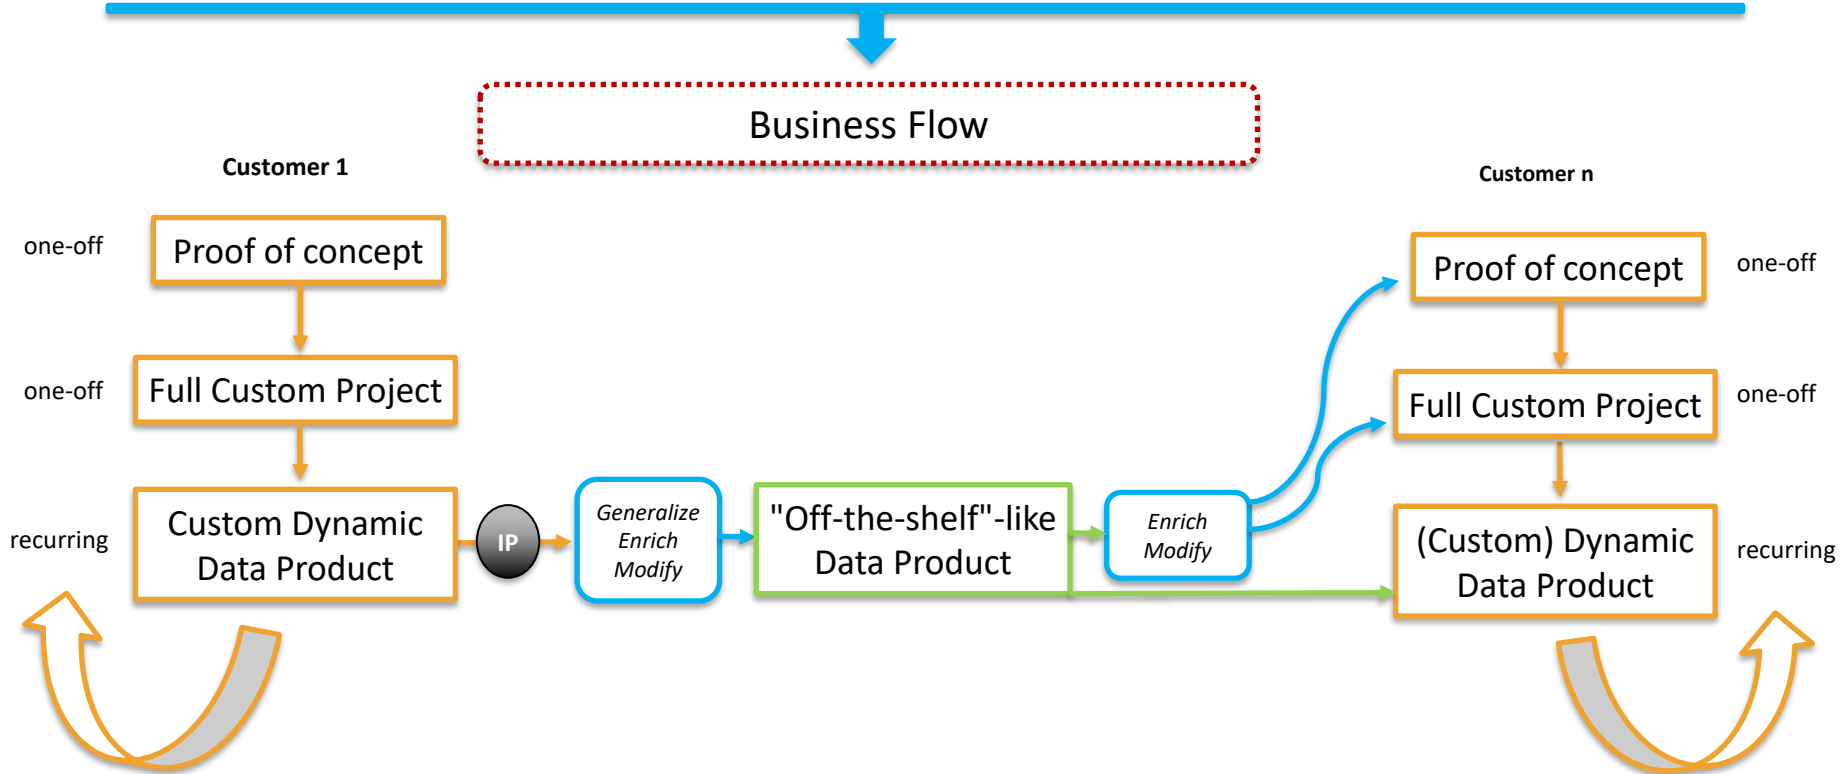 Business Flow
Customer 1
one-off
Proof of concept
one-off
Full Custom Project
recurring
Custom Dynamic
Data Product
IP
Generalize
Enrich
Modify
"Off-the-shelf"-like
Data Product
Enrich
Modify
Customer n
Proof of concept
one-off
Full Custom Project
one-off
(Custom) Dynamic
Data Product
recurring